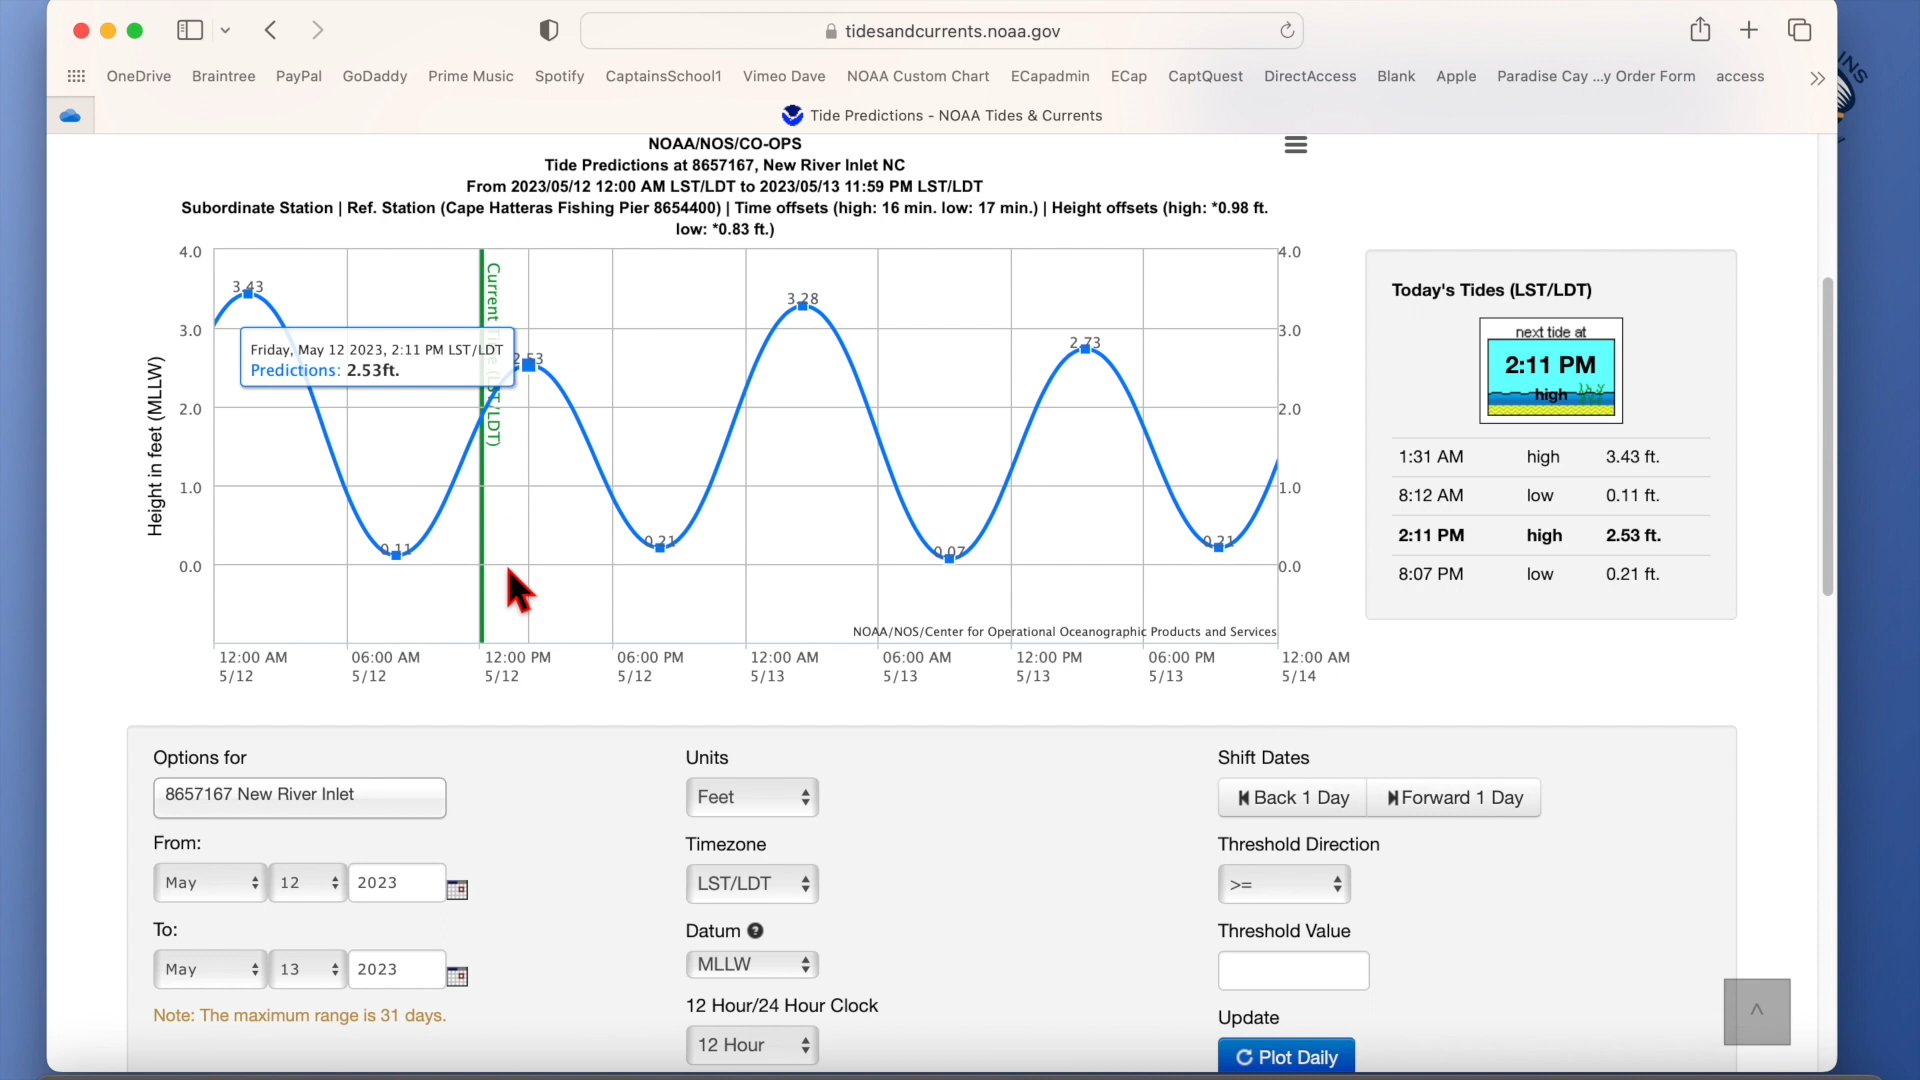 tidesandcurrents.noaa.gov
OneDrive Braintree PayPal GoDaddy Prime Music Spotify CaptainsSchool1 Vimeo Dave NOAA Custom Chart ECapadmin ECap CaptQuest DirectAccess Blank Apple Paradise Cay ...y Order Form access
Tide Predictions - NOAA Tides & Currents
NOAA/NOS/CO-OPS
Tide Predictions at 8657167, New River Inlet NC
From 2023/05/12 12:00 AM LST/LDT to 2023/05/13 11:59 PM LST/LDT
Subordinate Station | Ref. Station (Cape Hatteras Fishing Pier 8654400) | Time offsets (high: 16 min. low: 17 min.) | Height offsets (high: *0.98 ft.
low: *0.83 ft.)
Height in feet (MLLW)
4.0
3.0
2.0
1.0
0.0
4.0
3.0
2.0
1.0
0.0
3.43
0.11
2.53
0.21
3.28
0.07
2.73
0.21
Current (LST/LDT)
Friday, May 12 2023, 2:11 PM LST/LDT
Predictions: 2.53ft.
NOAA/NOS/Center for Operational Oceanographic Products and Services
12:00 AM 06:00 AM 12:00 PM 06:00 PM 12:00 AM 06:00 AM 12:00 PM 06:00 PM 12:00 AM
5/12 5/12 5/12 5/12 5/13 5/13 5/13 5/13 5/14
Today's Tides (LST/LDT)
next tide at
2:11 PM
high
1:31 AM high 3.43 ft.
8:12 AM low 0.11 ft.
2:11 PM high 2.53 ft.
8:07 PM low 0.21 ft.
Options for
8657167 New River Inlet
From:
May 12 2023
To:
May 13 2023
Note: The maximum range is 31 days.
Units
Feet
Timezone
LST/LDT
Datum ?
MLLW
12 Hour/24 Hour Clock
12 Hour
Shift Dates
Back 1 Day Forward 1 Day
Threshold Direction
>=
Threshold Value
Update
Plot Daily